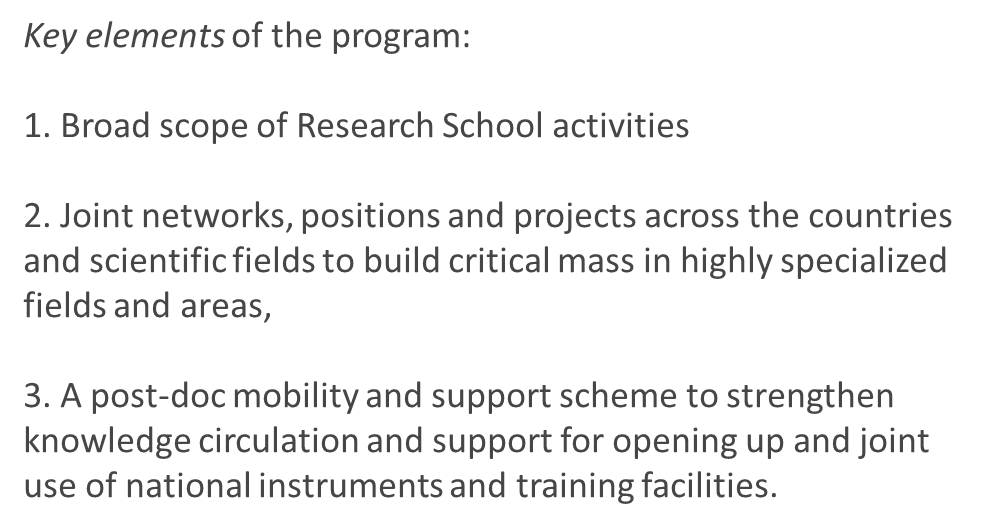 Key elements of the program:
1. Broad scope of Research School activities
2. Joint networks, positions and projects across the countries
and scientific fields to build critical mass in highly specialized
fields and areas,
3. A post-doc mobility and support scheme to strengthen
knowledge circulation and support for opening up and joint
use of national instruments and training facilities.